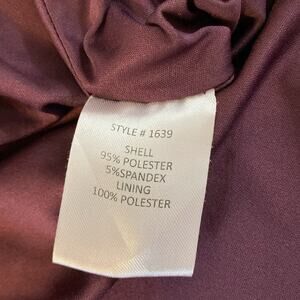 STYLE # 1639
SHELL
95% POLESTER
5%SPANDEX
LINING
100% POLESTER